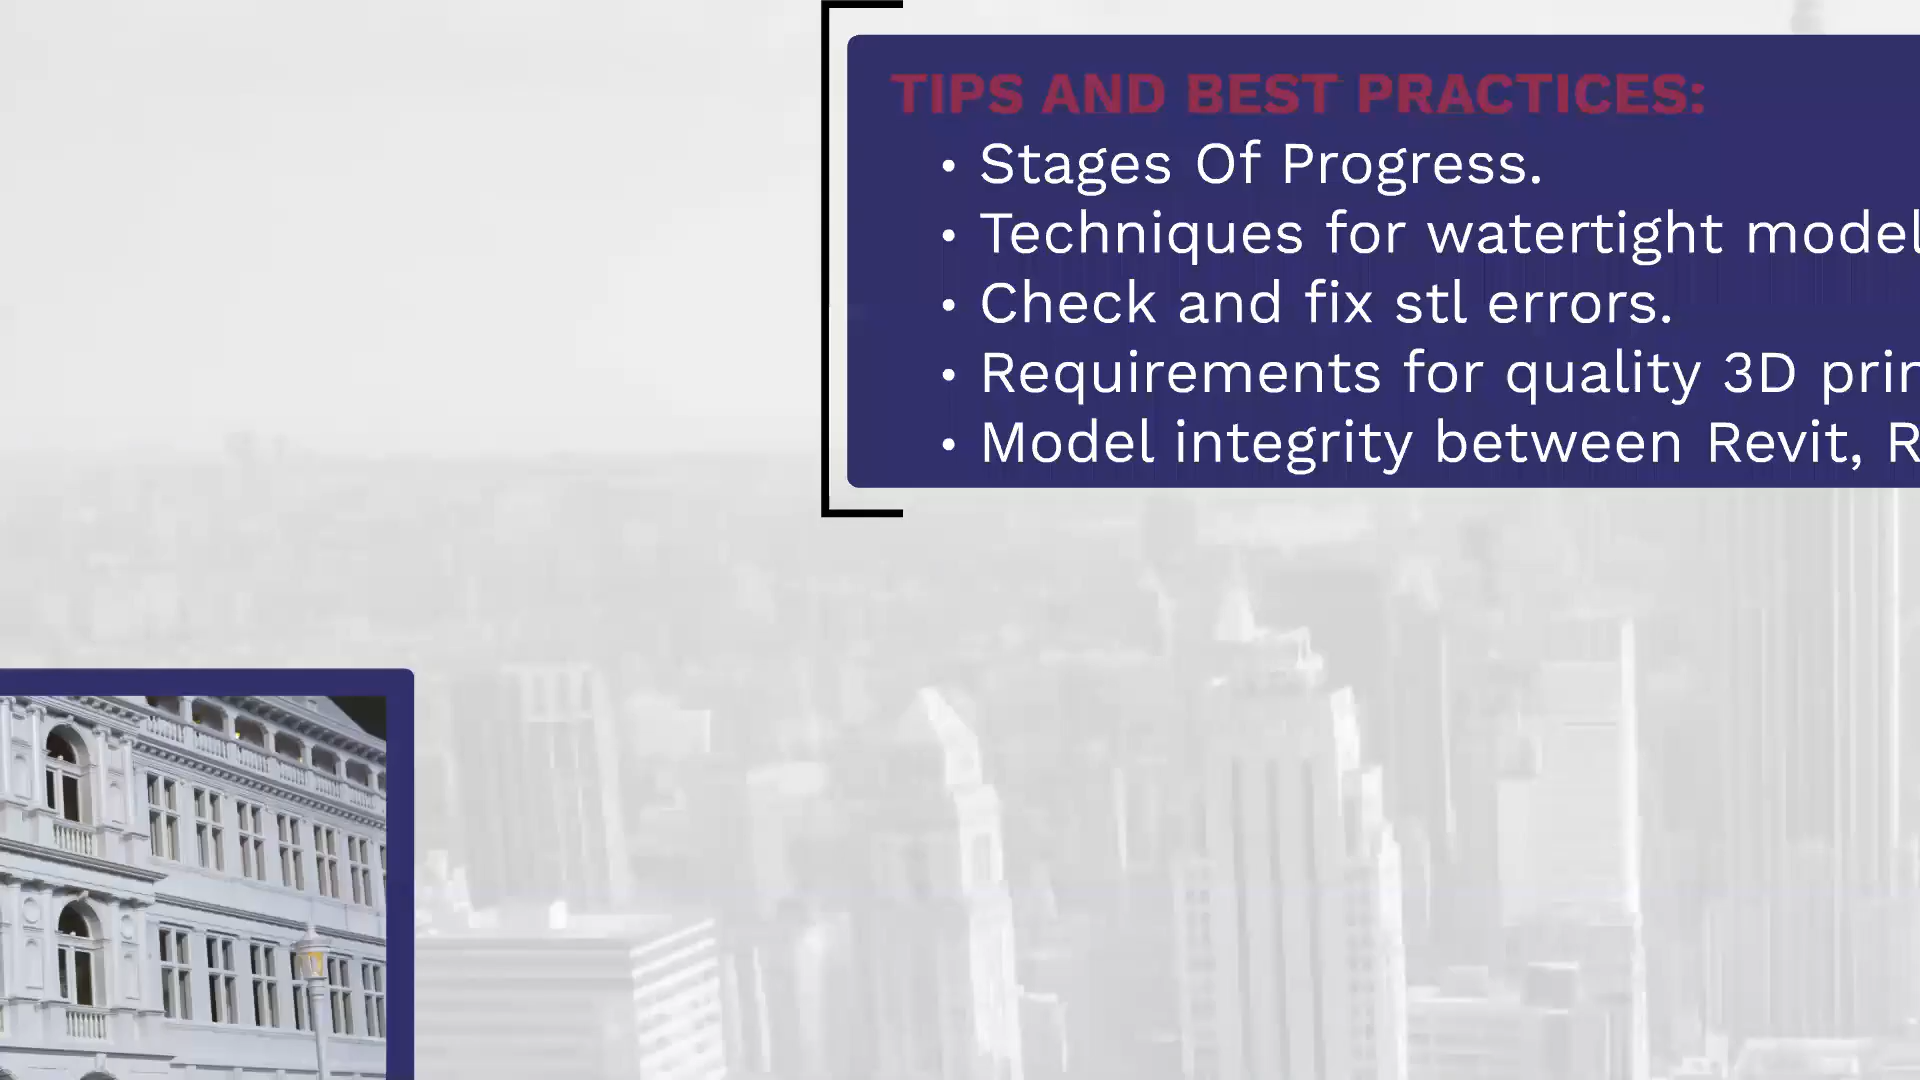 TIPS AND BEST PRACTICES:
• Stages Of Progress.
• Techniques for watertight model
• Check and fix stl errors.
• Requirements for quality 3D
• Model integrity between Revit,